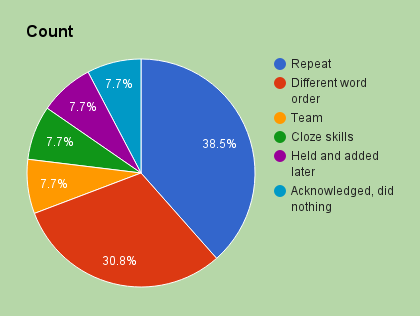 Count
7.7%
7.7%
7.7%
7.7%
38.5%
30.8%
Repeat
Different word
order
Team
Cloze skills
Held and added
later
Acknowledged, did
nothing